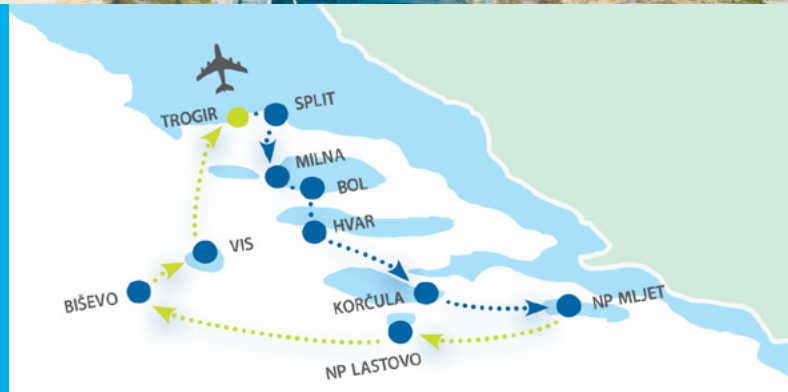 TROGIR
SPLIT
MILNA
BOL
HVAR
VIS
BIŠEVO
KORČULA
NP MLJET
NP LASTOVO